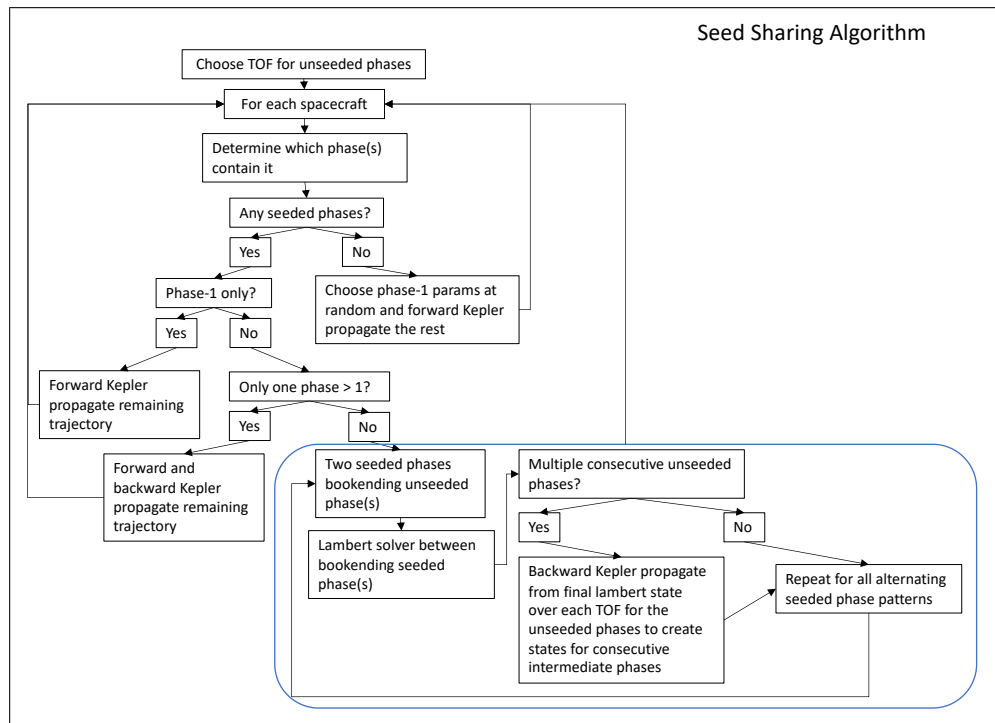 Seed Sharing Algorithm
Choose TOF for unseeded phases
For each spacecraft
Determine which phase(s)
contain it
Any seeded phases?
Yes
No
Phase-1 only?
Choose phase-1 params at
random and forward Kepler
propagate the rest
Yes
No
Forward Kepler
propagate remaining
trajectory
Only one phase > 1?
Yes
No
Forward and
backward Kepler
propagate remaining
trajectory
Two seeded phases
bookending unseeded
phase(s)
Lambert solver between
bookending seeded
phase(s)
Multiple consecutive unseeded
phases?
Yes
No
Backward Kepler propagate
from final lambert state
over each TOF for the
unseeded phases to create
states for consecutive
intermediate phases
Repeat for all alternating
seeded phase patterns